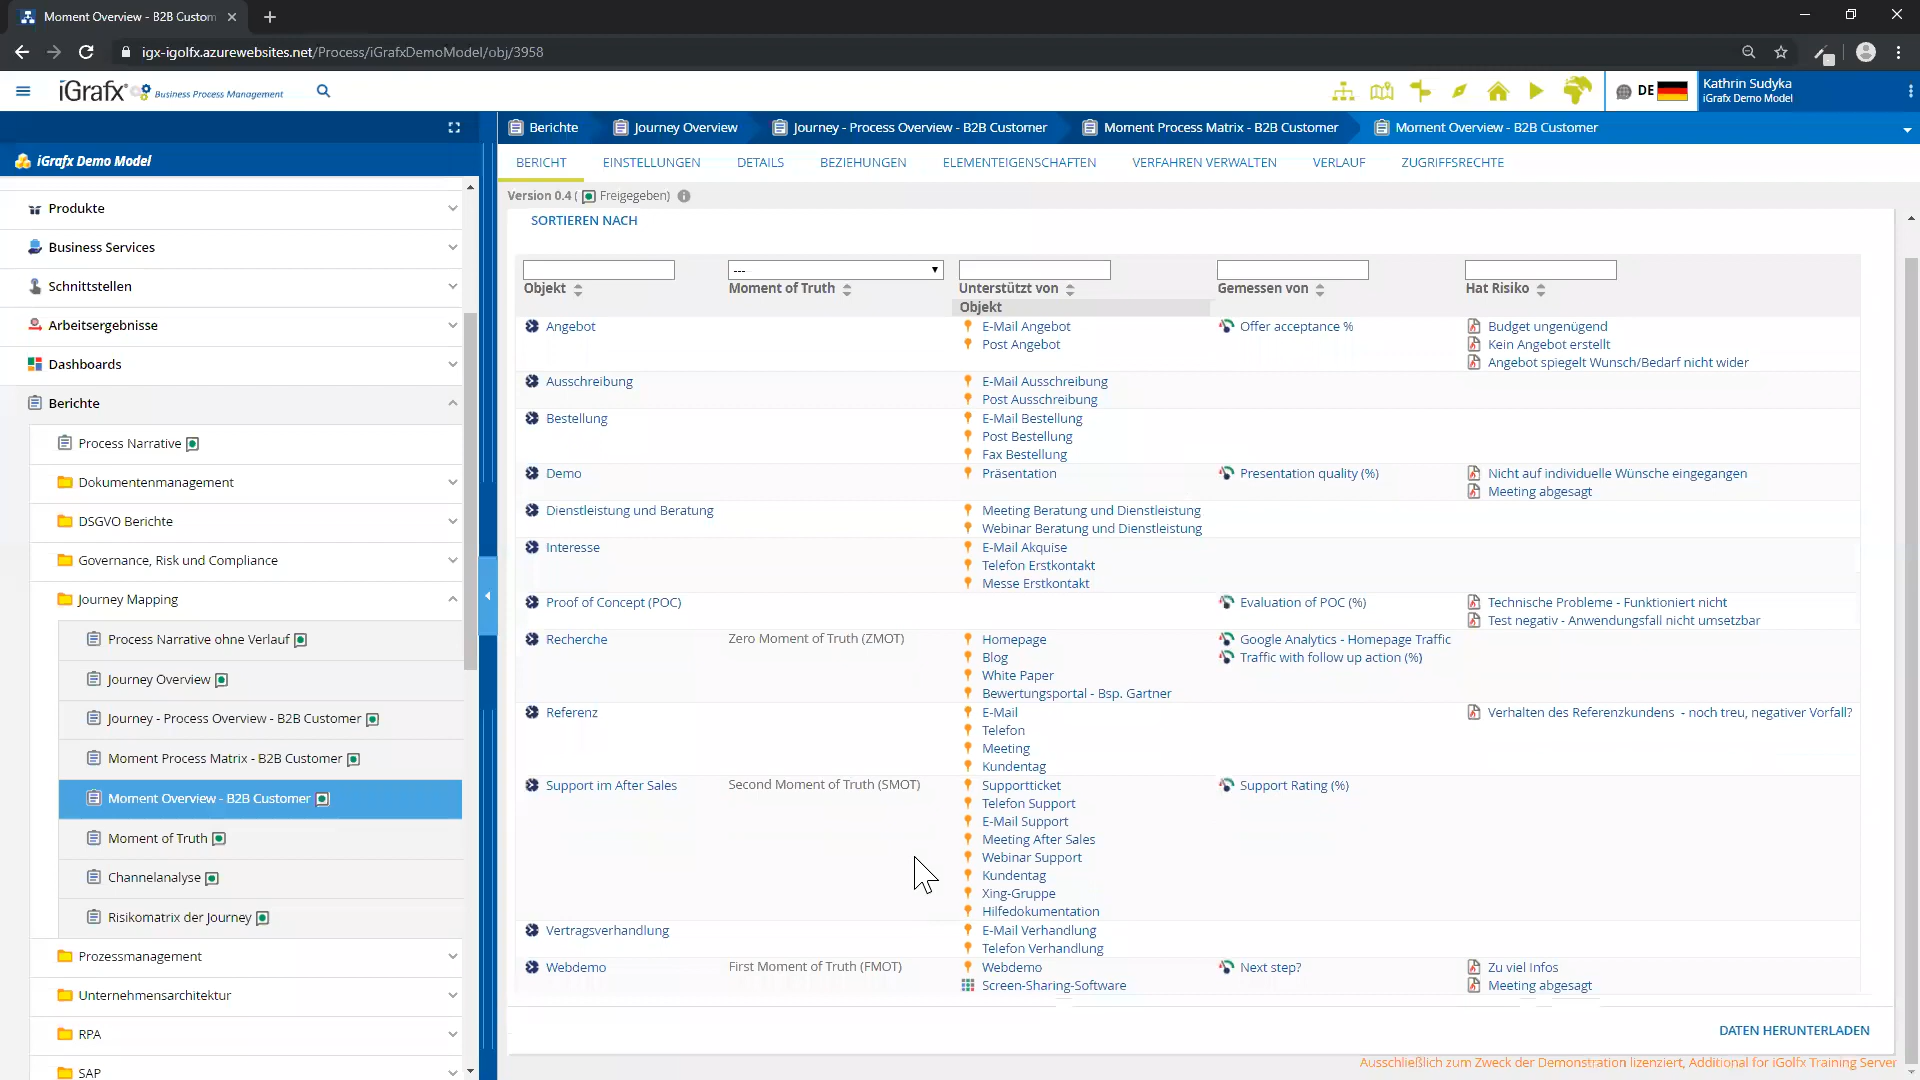 Moment Overview - B2B Custom
igx-igolfx.azurewebsites.net/Process/iGrafxDemoModel/obj/3958
iGrafx Business Process Management
DE
Kathrin Sudyka
iGrafx Demo Model
iGrafx Demo Model
Produkte
Business Services
Schnittstellen
Arbeitsergebnisse
Dashboards
Berichte
Process Narrative
Dokumentenmanagement
DSGVO Berichte
Governance, Risk und Compliance
Journey Mapping
Process Narrative ohne Verlauf
Journey Overview
Journey - Process Overview - B2B Customer
Moment Process Matrix - B2B Customer
Moment Overview - B2B Customer
Moment of Truth
Channelanalyse
Risikomatrix der Journey
Prozessmanagement
Unternehmensarchitektur
RPA
SAP
Berichte Journey Overview Journey - Process Overview - B2B Customer Moment Process Matrix - B2B Customer Moment Overview - B2B Customer
BERICHT EINSTELLUNGEN DETAILS BEZIEHUNGEN ELEMENTEIGENSCHAFTEN VERFAHREN VERWALTEN VERLAUF ZUGRIFFSRECHTE
Version 0.4 ( Freigegeben)
SORTIEREN NACH
---
Objekt Moment of Truth Unterstützt von Gemessen von Hat Risiko
Objekt
Angebot E-Mail Angebot Offer acceptance % Budget ungenügend
Post Angebot Kein Angebot erstellt
Angebot spiegelt Wunsch/Bedarf nicht wider
Ausschreibung E-Mail Ausschreibung
Post Ausschreibung
Bestellung E-Mail Bestellung
Post Bestellung
Fax Bestellung
Demo Präsentation Presentation quality (%) Nicht auf individuelle Wünsche eingegangen
Meeting abgesagt
Dienstleistung und Beratung Meeting Beratung und Dienstleistung
Webinar Beratung und Dienstleistung
Interesse E-Mail Akquise
Telefon Erstkontakt
Messe Erstkontakt
Proof of Concept (POC) Evaluation of POC (%) Technische Probleme - Funktioniert nicht
Test negativ - Anwendungsfall nicht umsetzbar
Recherche Zero Moment of Truth (ZMOT) Homepage Google Analytics - Homepage Traffic
Blog Traffic with follow up action (%)
White Paper
Bewertungsportal - Bsp. Gartner
Referenz E-Mail Verhalten des Referenzkundens - noch treu, negativer Vorfall?
Telefon
Meeting
Kundentag
Support im After Sales Second Moment of Truth (SMOT) Supportticket Support Rating (%)
Telefon Support
E-Mail Support
Meeting After Sales
Webinar Support
Kundentag
Xing-Gruppe
Hilfedokumentation
Vertragsverhandlung E-Mail Verhandlung
Telefon Verhandlung
Webdemo First Moment of Truth (FMOT) Webdemo Next step? Zu viel Infos
Screen-Sharing-Software Meeting abgesagt
DATEN HERUNTERLADEN
Ausschließlich zum Zweck der Demonstration lizenziert, Additional for iGolfx Training Server